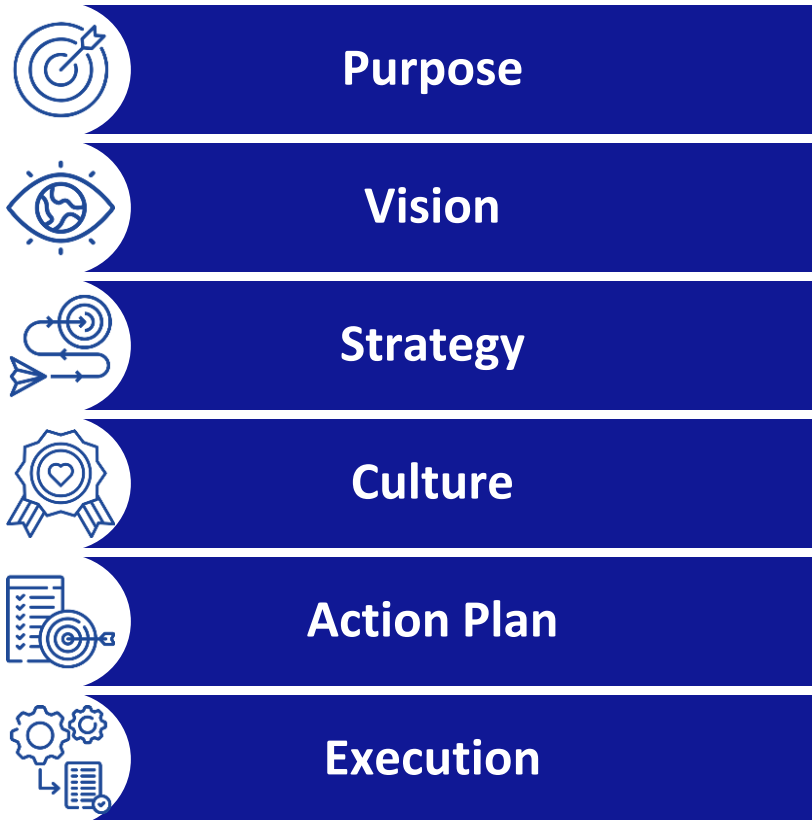 Purpose
Vision
Strategy
Culture
Action Plan
Execution